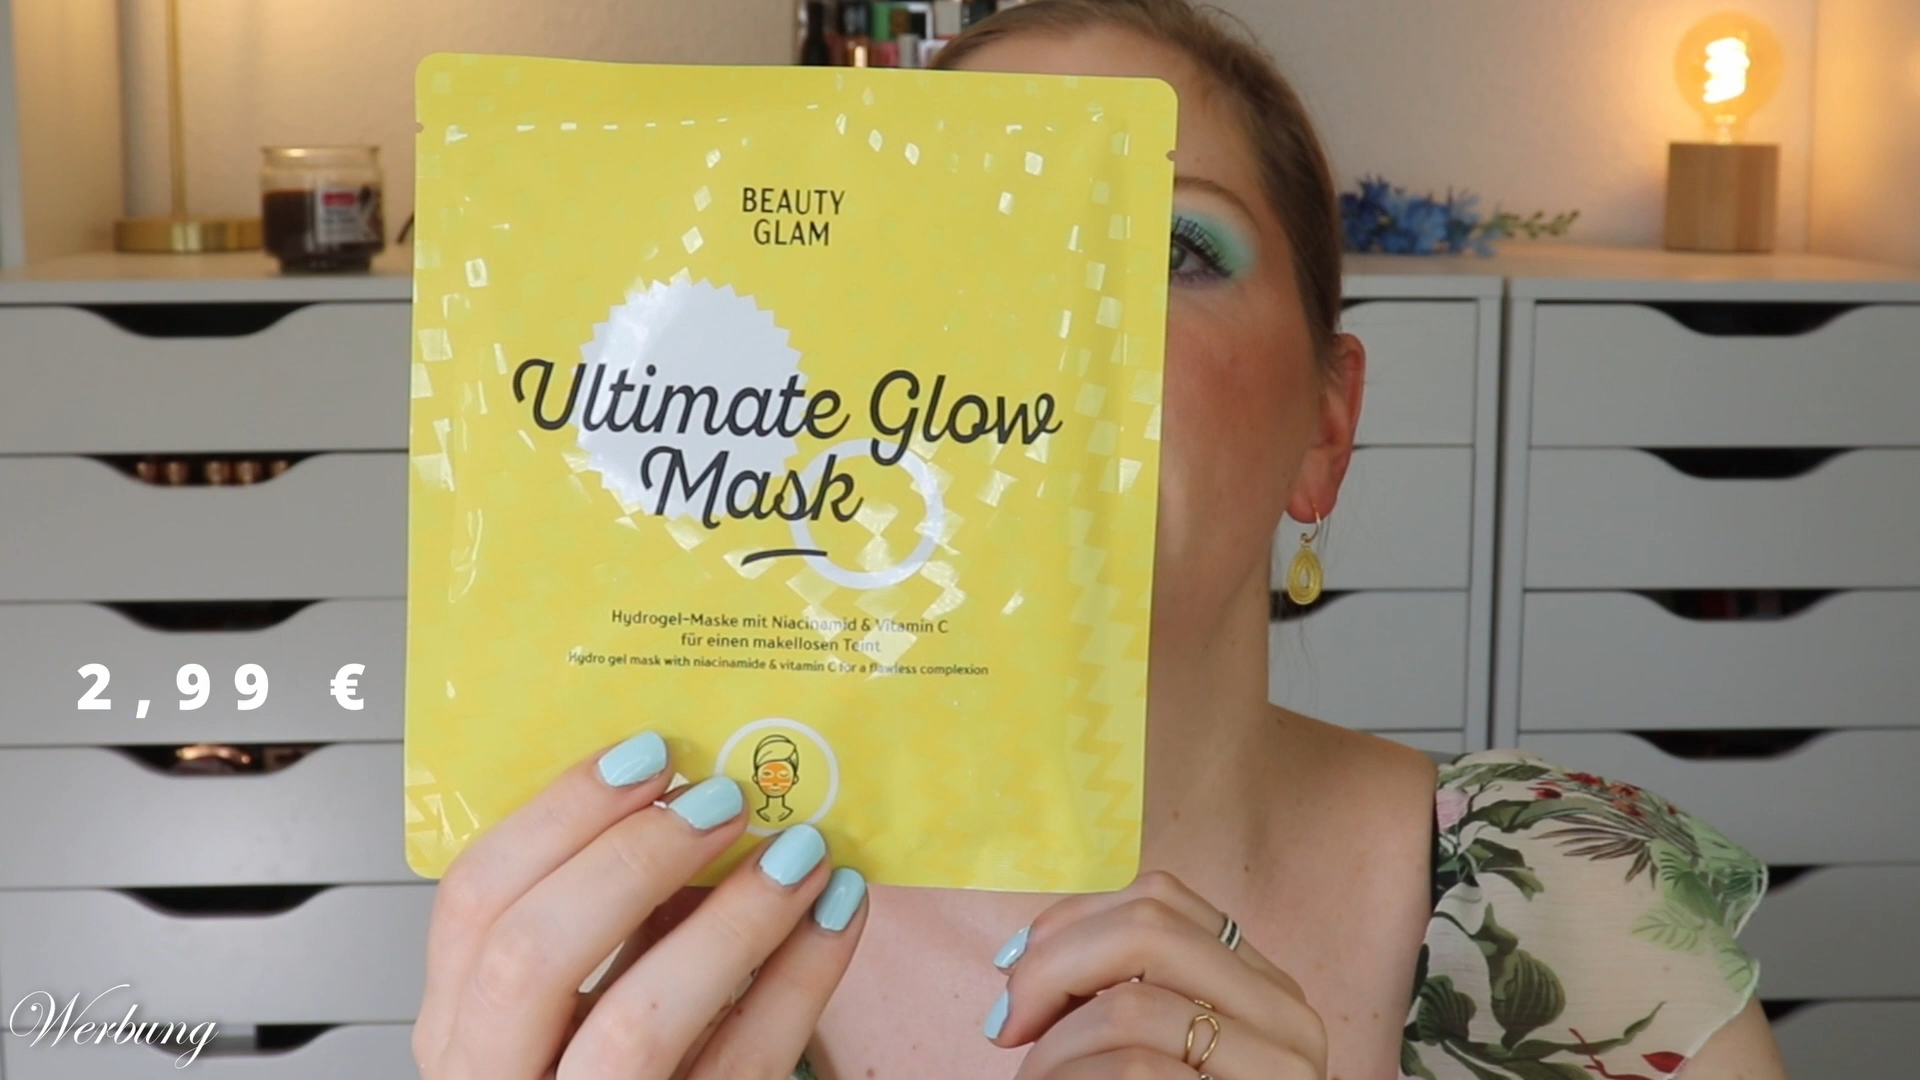 BEAUTY
GLAM
Ultimate Glow
Mask
Hydrogel-Maske mit Niacinamid & Vitamin C
für einen makellosen Teint
Hydro gel mask with niacinamide & vitamin C for a flawless complexion
2,99 €
Werbung